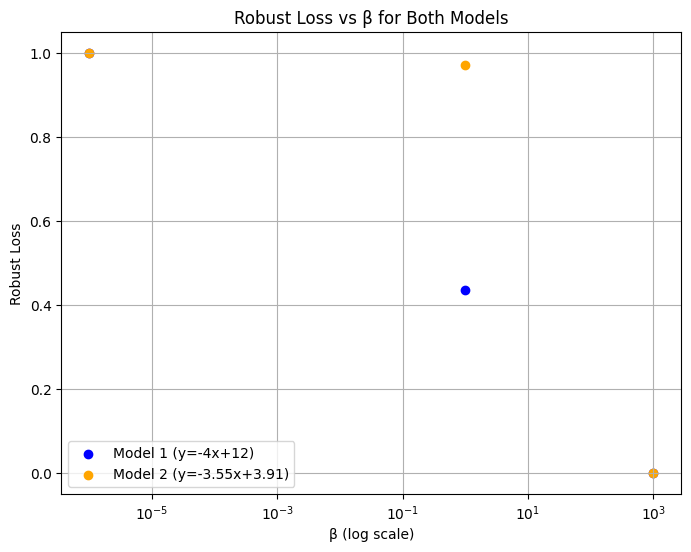 Robust Loss vs β for Both Models
Robust Loss
1.0
0.8
0.6
0.4
0.2
0.0
Model 1 (y=-4x+12)
Model 2 (y=-3.55x+3.91)
10⁻⁵
10⁻³
10⁻¹
10¹
10³
β (log scale)